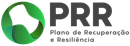 PRR
Plano de Recuperação
e Resiliência